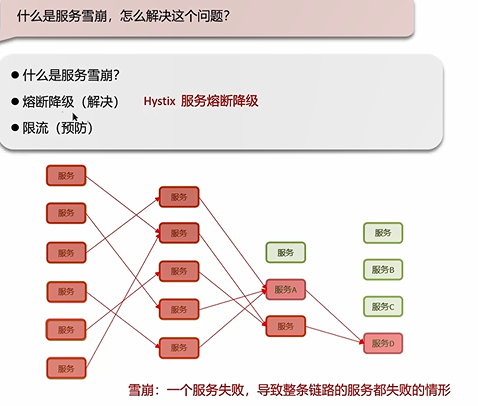 什么是服务雪崩，怎么解决这个问题？
● 什么是服务雪崩？
● 熔断降级（解决） Hystix 服务熔断降级
● 限流（预防）
服务
服务
服务
服务
服务
服务
服务
服务
服务
服务
服务
服务
服务A
服务
服务
服务B
服务C
服务D
雪崩：一个服务失败，导致整条链路的服务都失败的情形